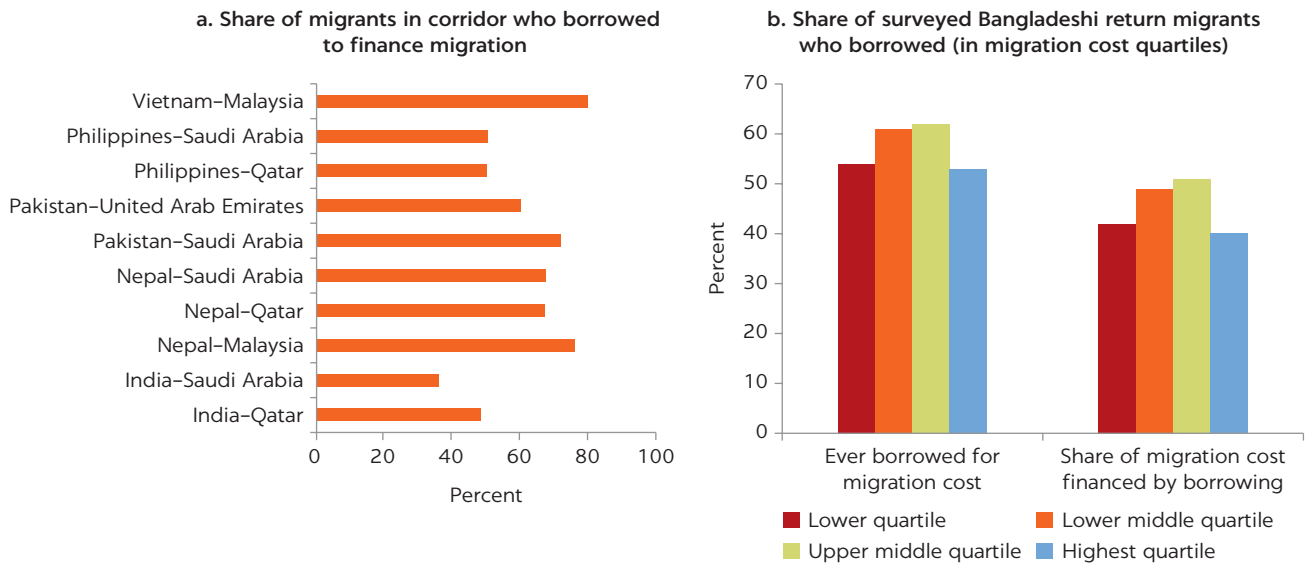 a. Share of migrants in corridor who borrowed
to finance migration
Vietnam–Malaysia
Philippines–Saudi Arabia
Philippines–Qatar
Pakistan–United Arab Emirates
Pakistan–Saudi Arabia
Nepal–Saudi Arabia
Nepal–Qatar
Nepal–Malaysia
India–Saudi Arabia
India–Qatar
0 20 40 60 80 100
Percent
b. Share of surveyed Bangladeshi return migrants
who borrowed (in migration cost quartiles)
70
60
50
40
30
20
10
0
Percent
Ever borrowed for
migration cost
Share of migration cost
financed by borrowing
Lower quartile
Lower middle quartile
Upper middle quartile
Highest quartile